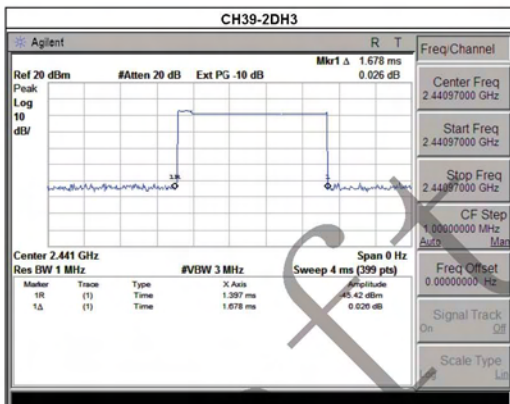 CH39-2DH3
Agilent
R T
Mkr1 Δ 1.678 ms
Ref 20 dBm #Atten 20 dB Ext PG -10 dB 0.026 dB
Peak
Log
10
dB/
1R
1
Center 2.441 GHz Span 0 Hz
Res BW 1 MHz #VBW 3 MHz Sweep 4 ms (399 pts)
Marker Trace Type X Axis Amplitude
1R (1) Time 1.397 ms -45.42 dBm
1Δ (1) Time 1.678 ms 0.026 dB
Freq/Channel
Center Freq
2.44097000 GHz
Start Freq
2.44097000 GHz
Stop Freq
2.44097000 GHz
CF Step
1.00000000 MHz
Auto Man
Freq Offset
0.00000000 Hz
Signal Track
On Off
Scale Type
Log Lin
ft